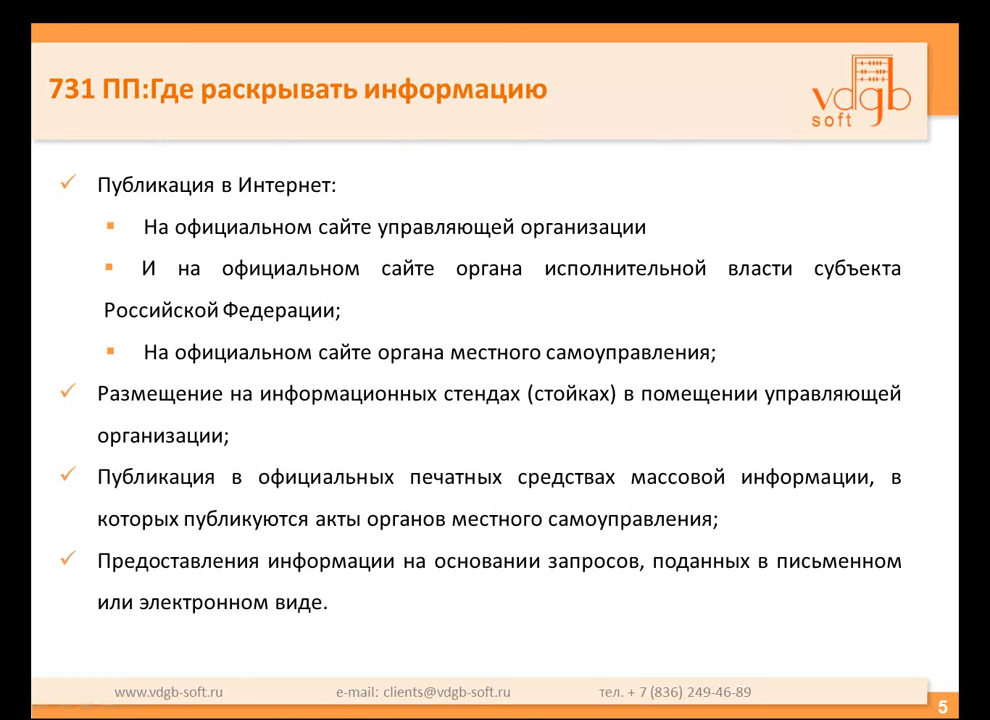 731 ПП:Где раскрывать информацию
vdgb
soft
Публикация в Интернет:
На официальном сайте управляющей организации
И на официальном сайте органа исполнительной власти субъекта
Российской Федерации;
На официальном сайте органа местного самоуправления;
Размещение на информационных стендах (стойках) в помещении управляющей
организации;
Публикация в официальных печатных средствах массовой информации, в
которых публикуются акты органов местного самоуправления;
Предоставления информации на основании запросов, поданных в письменном
или электронном виде.
www.vdgb-soft.ru e-mail: clients@vdgb-soft.ru тел. + 7 (836) 249-46-89
5